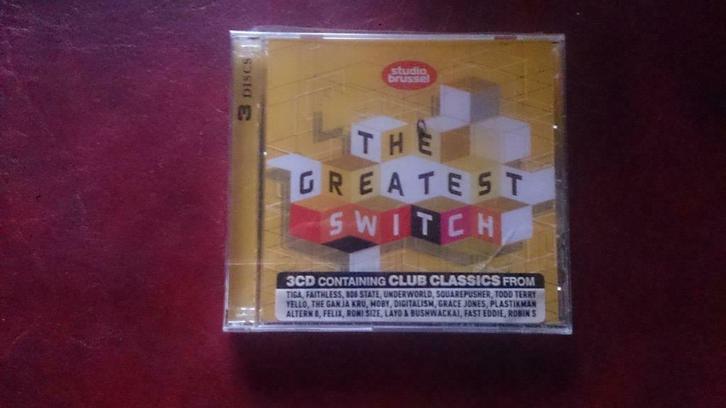 3 DISCS
studio
brussel
THE
GREATEST
SWITCH
3CD CONTAINING CLUB CLASSICS FROM
TIGA, FAITHLESS, 808 STATE, UNDERWORLD, SQUAREPUSHER, TODD TERRY
YELLO, THE GANJA KRU, MOBY, DIGITALISM, GRACE JONES, PLASTIKMAN
ALTERN 8, FELIX, RONI SIZE, LAYO & BUSHWACKA!, FAST EDDIE, ROBIN S